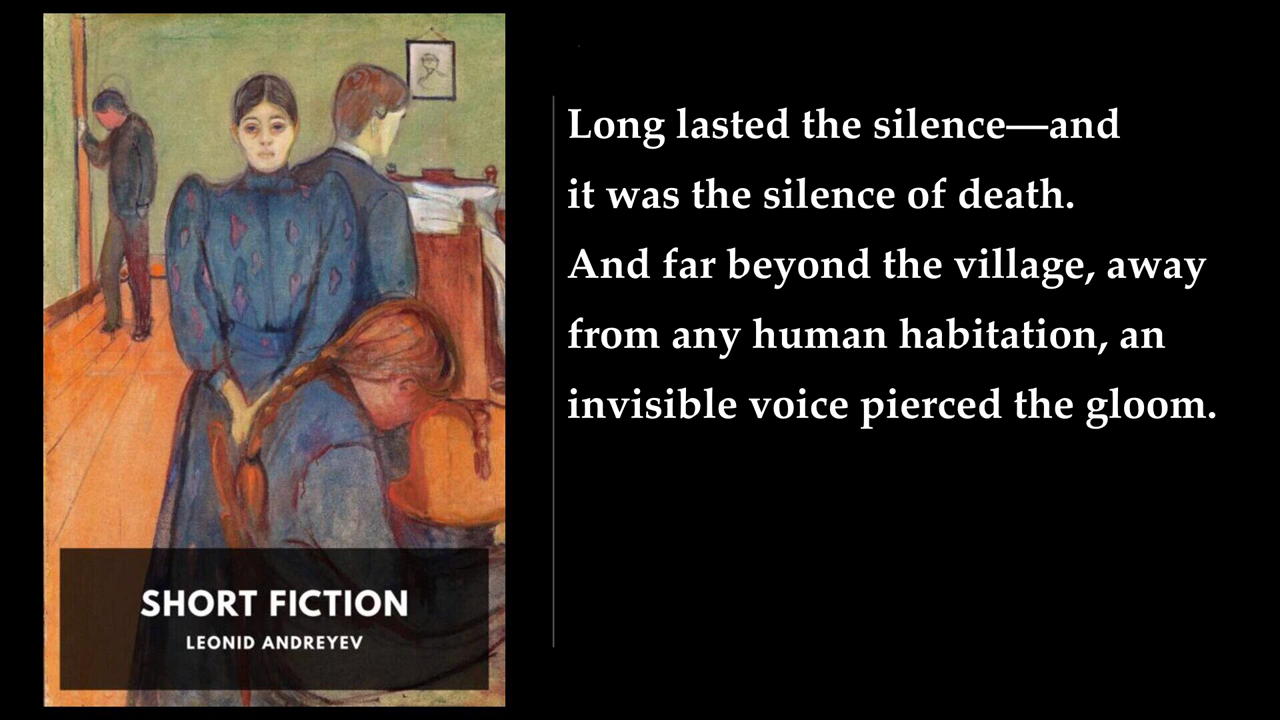 SHORT FICTION
LEONID ANDREYEV
Long lasted the silence—and
it was the silence of death.
And far beyond the village, away
from any human habitation, an
invisible voice pierced the gloom.